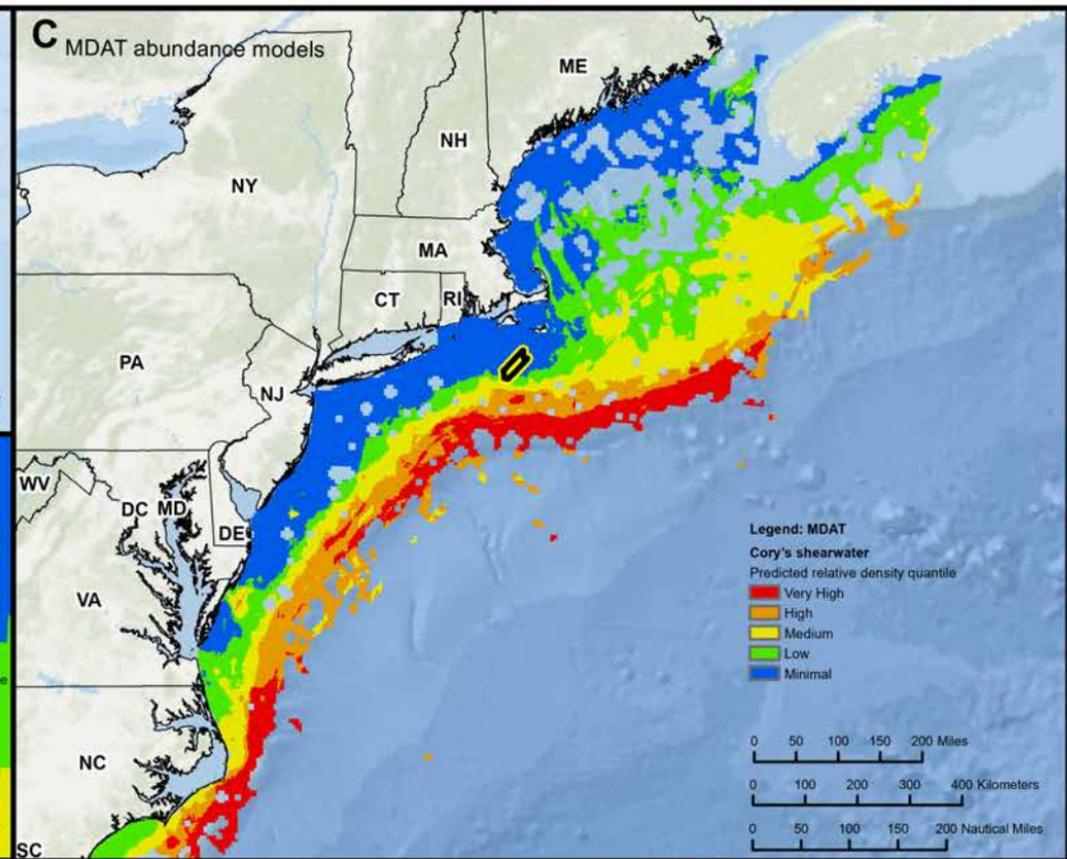 C MDAT abundance models
ME
NH
NY
MA
CT RI
PA
NJ
WV
DC MD
DE
VA
NC
SC
e
Legend: MDAT
Cory's shearwater
Predicted relative density quantile
Very High
High
Medium
Low
Minimal
0 50 100 150 200 Miles
0 100 200 300 400 Kilometers
0 50 100 150 200 Nautical Miles